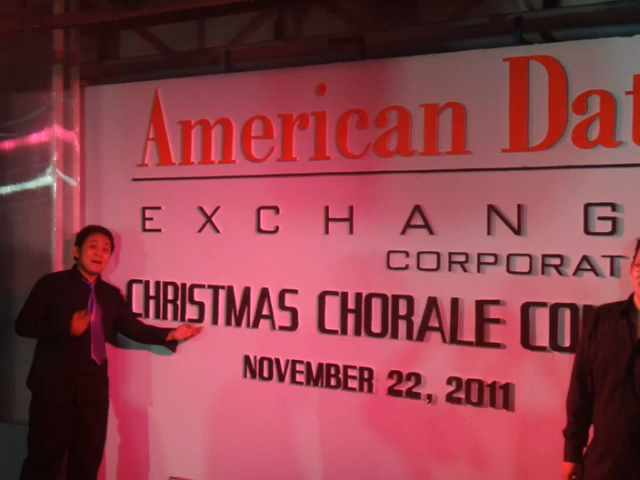 American Dat
EXCHANG
CORPORAT
CHRISTMAS CHORALE CO
NOVEMBER 22, 2011